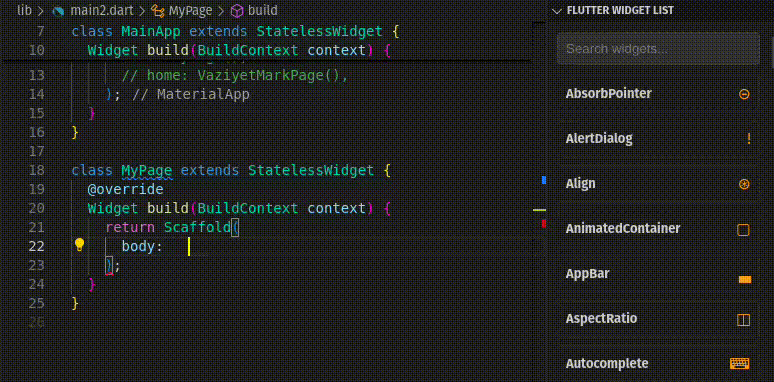 lib > main2.dart > MyPage > build
7 class MainApp extends StatelessWidget {
10 Widget build(BuildContext context) {
13 // home: VaziyetMarkPage(),
14 ); // MaterialApp
15 }
16 }
17
18 class MyPage extends StatelessWidget {
19 @override
20 Widget build(BuildContext context) {
21 return Scaffold(
22 body:
23 );
24 }
25 }
26
FLUTTER WIDGET LIST
Search widgets...
AbsorbPointer
AlertDialog
Align
AnimatedContainer
AppBar
AspectRatio
Autocomplete